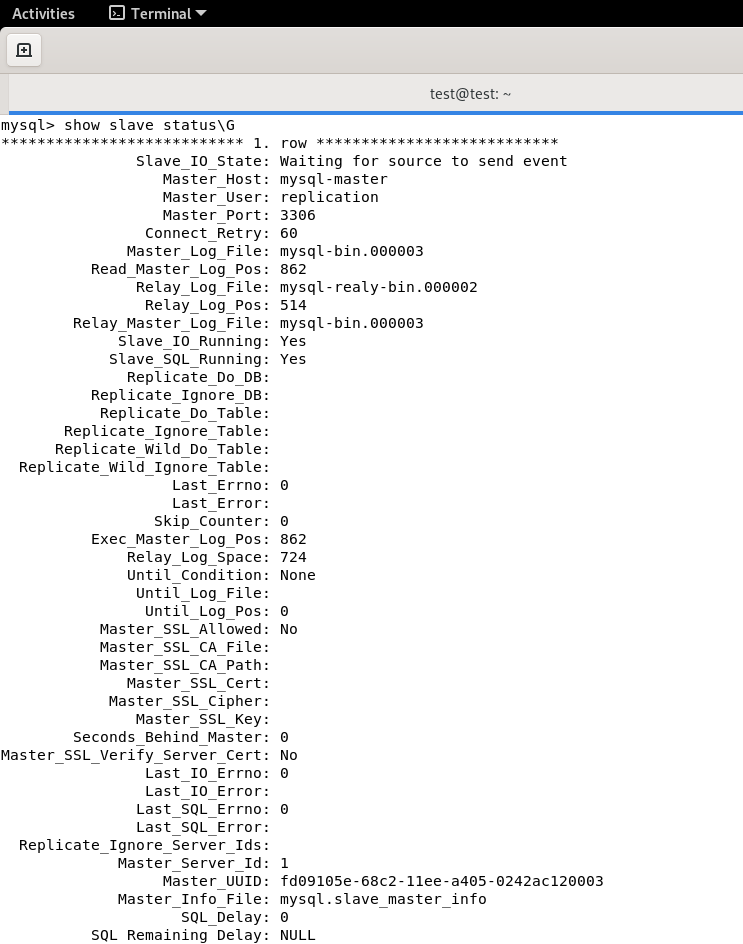 Activities Terminal
test@test: ~
mysql> show slave status\G
*************************** 1. row ***************************
Slave_IO_State: Waiting for source to send event
Master_Host: mysql-master
Master_User: replication
Master_Port: 3306
Connect_Retry: 60
Master_Log_File: mysql-bin.000003
Read_Master_Log_Pos: 862
Relay_Log_File: mysql-realy-bin.000002
Relay_Log_Pos: 514
Relay_Master_Log_File: mysql-bin.000003
Slave_IO_Running: Yes
Slave_SQL_Running: Yes
Replicate_Do_DB:
Replicate_Ignore_DB:
Replicate_Do_Table:
Replicate_Ignore_Table:
Replicate_Wild_Do_Table:
Replicate_Wild_Ignore_Table:
Last_Errno: 0
Last_Error:
Skip_Counter: 0
Exec_Master_Log_Pos: 862
Relay_Log_Space: 724
Until_Condition: None
Until_Log_File:
Until_Log_Pos: 0
Master_SSL_Allowed: No
Master_SSL_CA_File:
Master_SSL_CA_Path:
Master_SSL_Cert:
Master_SSL_Cipher:
Master_SSL_Key:
Seconds_Behind_Master: 0
Master_SSL_Verify_Server_Cert: No
Last_IO_Errno: 0
Last_IO_Error:
Last_SQL_Errno: 0
Last_SQL_Error:
Replicate_Ignore_Server_Ids:
Master_Server_Id: 1
Master_UUID: fd09105e-68c2-11ee-a405-0242ac120003
Master_Info_File: mysql.slave_master_info
SQL_Delay: 0
SQL Remaining Delay: NULL